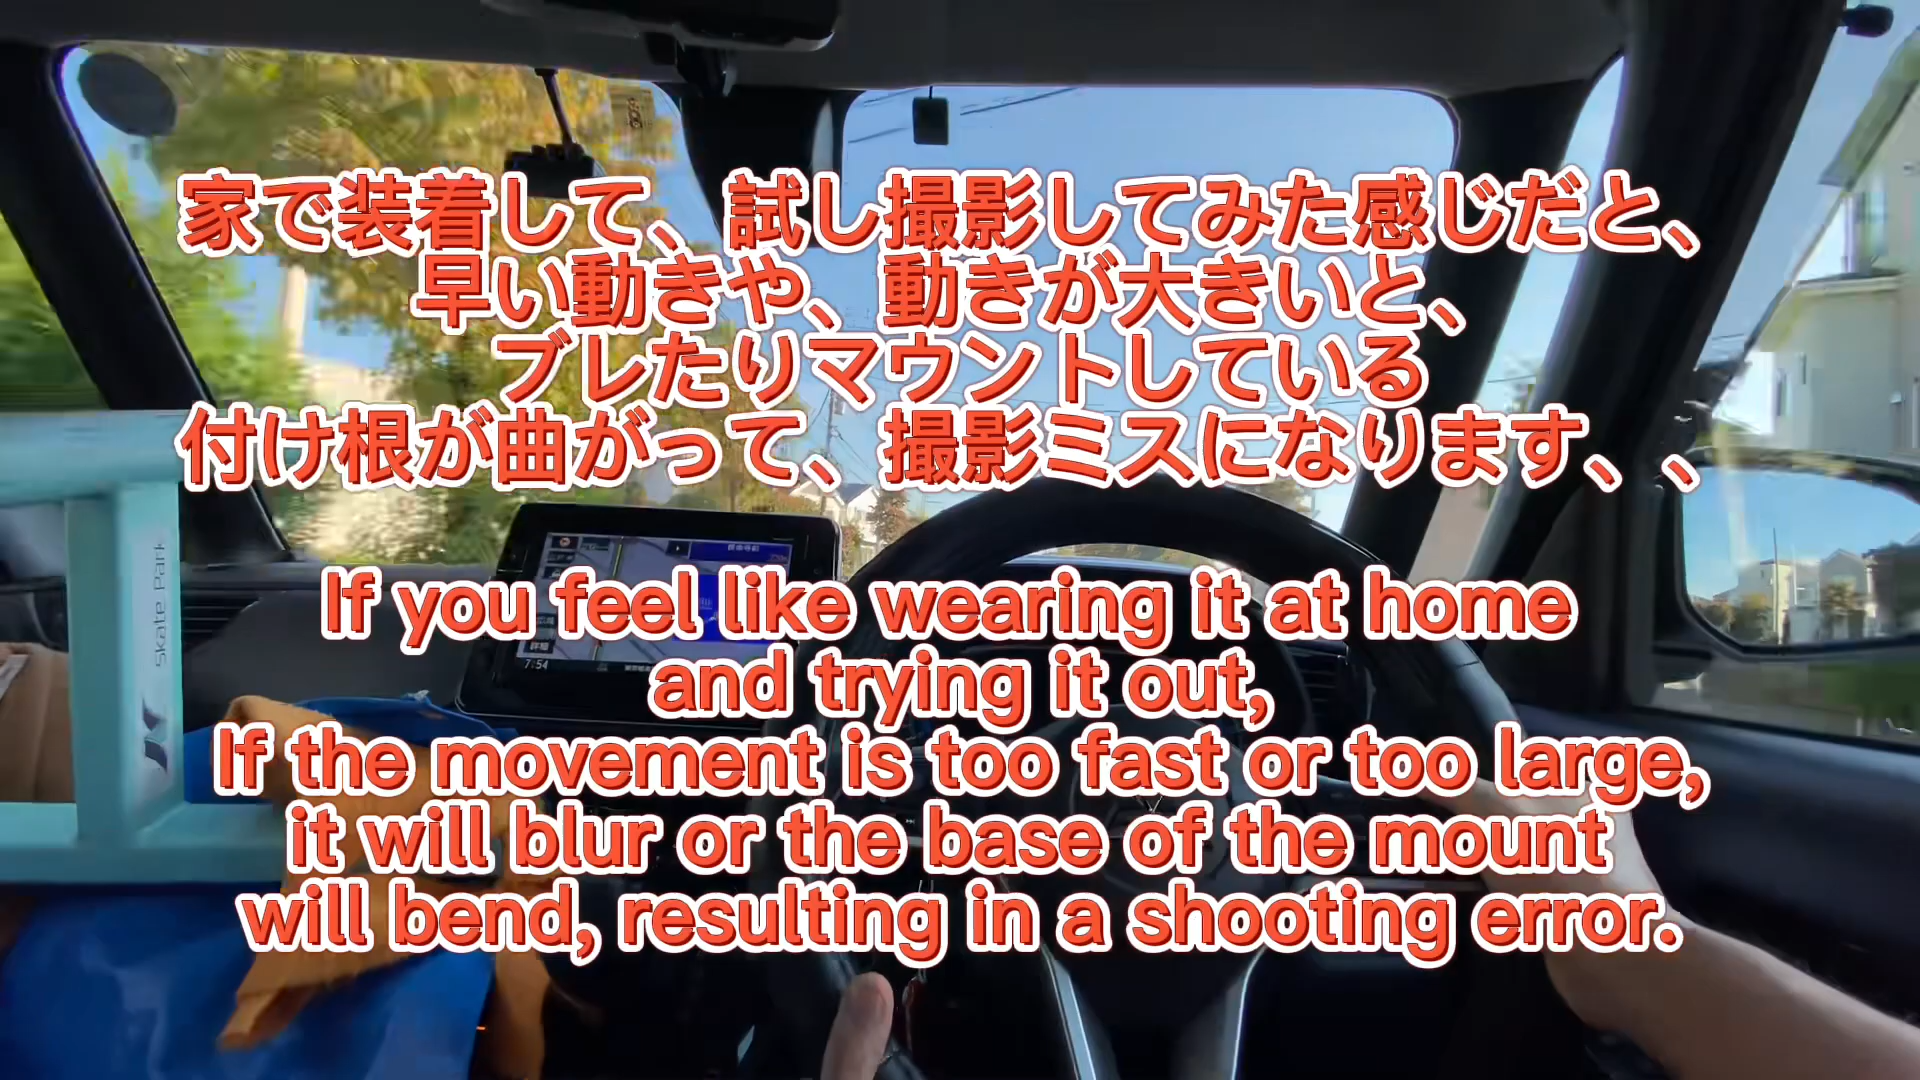 家で装着して、試し撮影してみた感じだと、
早い動きや、動きが大きいと、
ブレたりマウントしている
付け根が曲がって、撮影ミスになります、、
If you feel like wearing it at home
and trying it out,
If the movement is too fast or too large,
it will blur or the base of the mount
will bend, resulting in a shooting error.
Skate Park
7:54